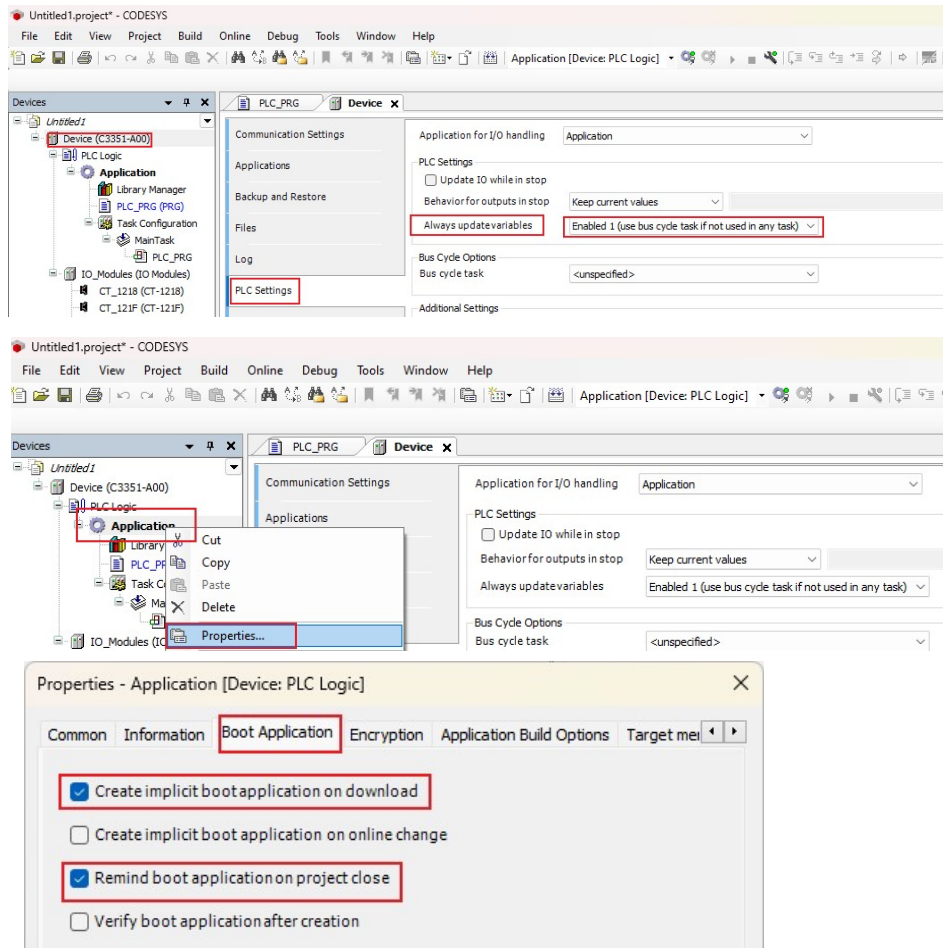 Untitled1.project* - CODESYS
File Edit View Project Build Online Debug Tools Window Help
Application [Device: PLC Logic]
Devices
PLC_PRG Device
Untitled1
Device (C3351-A00)
PLC Logic
Application
Library Manager
PLC_PRG (PRG)
Task Configuration
MainTask
PLC_PRG
IO_Modules (IO Modules)
CT_1218 (CT-1218)
CT_121F (CT-121F)
Communication Settings
Applications
Backup and Restore
Files
Log
PLC Settings
Application for I/O handling Application
PLC Settings
Update IO while in stop
Behavior for outputs in stop Keep current values
Always update variables Enabled 1 (use bus cycle task if not used in any task)
Bus Cycle Options
Bus cycle task <unspecified>
Additional Settings
Untitled1.project* - CODESYS
File Edit View Project Build Online Debug Tools Window Help
Application [Device: PLC Logic]
Devices
PLC_PRG Device
Untitled1
Device (C3351-A00)
PLC Logic
Application
Library
PLC_PR
Task Co
Ma
IO_Modules (IO
Cut
Copy
Paste
Delete
Properties...
Communication Settings
Applications
Application for I/O handling Application
PLC Settings
Update IO while in stop
Behavior for outputs in stop Keep current values
Always update variables Enabled 1 (use bus cycle task if not used in any task)
Bus Cycle Options
Bus cycle task <unspecified>
Properties - Application [Device: PLC Logic]
Common Information Boot Application Encryption Application Build Options Target mer
Create implicit boot application on download
Create implicit boot application on online change
Remind boot application on project close
Verify boot application after creation